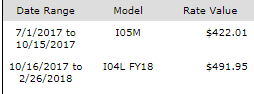 Date Range Model Rate Value
7/1/2017 to I05M $422.01
10/15/2017
10/16/2017 to I04L FY18 $491.95
2/26/2018